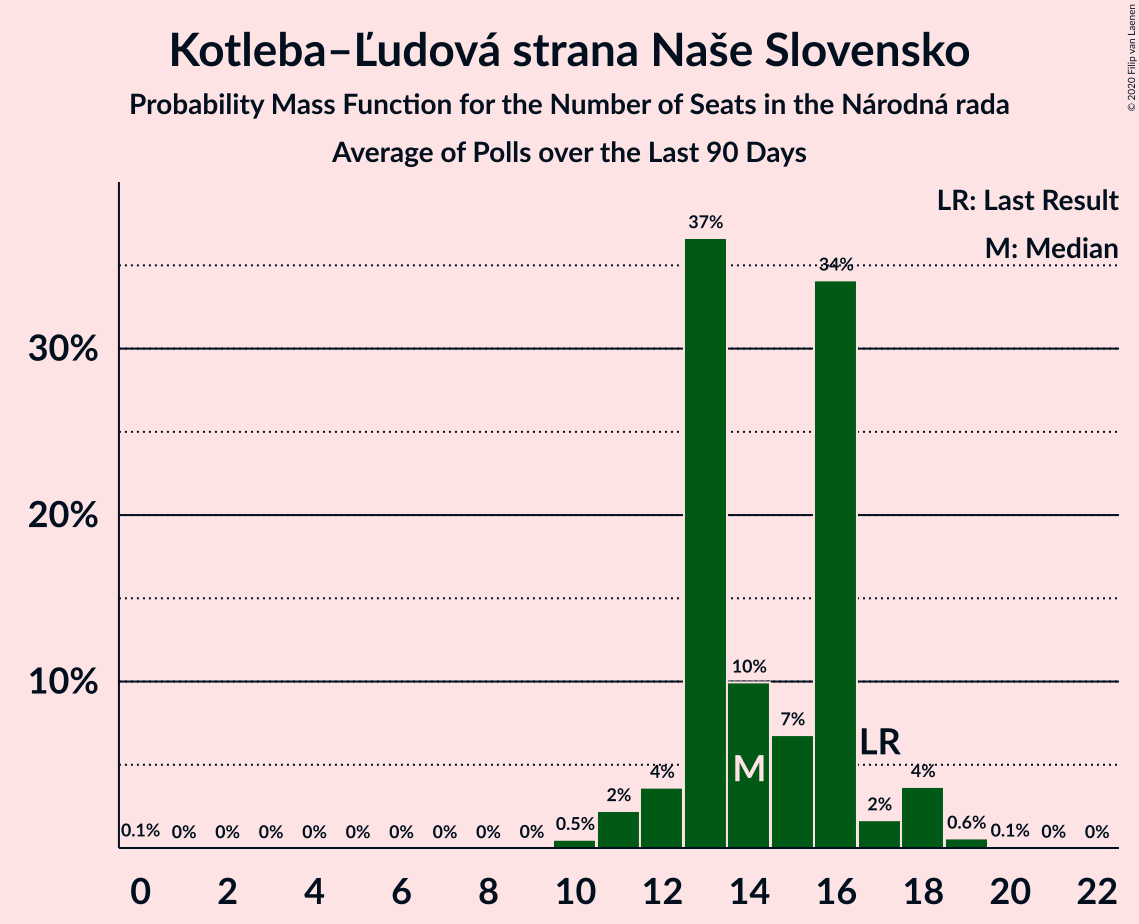 Kotleba–Ľudová strana Naše Slovensko
Probability Mass Function for the Number of Seats in the Národná rada
Average of Polls over the Last 90 Days
© 2020 Filip van Laenen
LR: Last Result
M: Median
37%
34%
30%
20%
10%
10%
7%
LR
M
4%
4%
2%
2%
0.1% 0% 0% 0% 0% 0% 0% 0% 0% 0% 0.5% 0.6% 0.1% 0% 0%
0 2 4 6 8 10 12 14 16 18 20 22